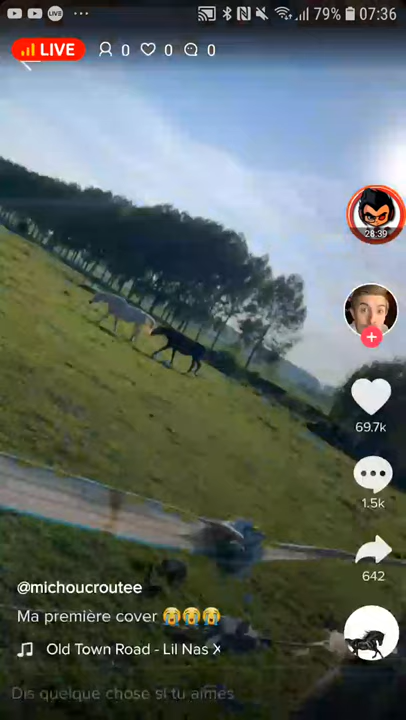 LIVE ... 79% 07:36
LIVE 0 0 0
28:39
69.7k
1.5k
642
@michoucroutee
Ma première cover 😭😭😭
Old Town Road - Lil Nas X
Dis quelque chose si tu aimes